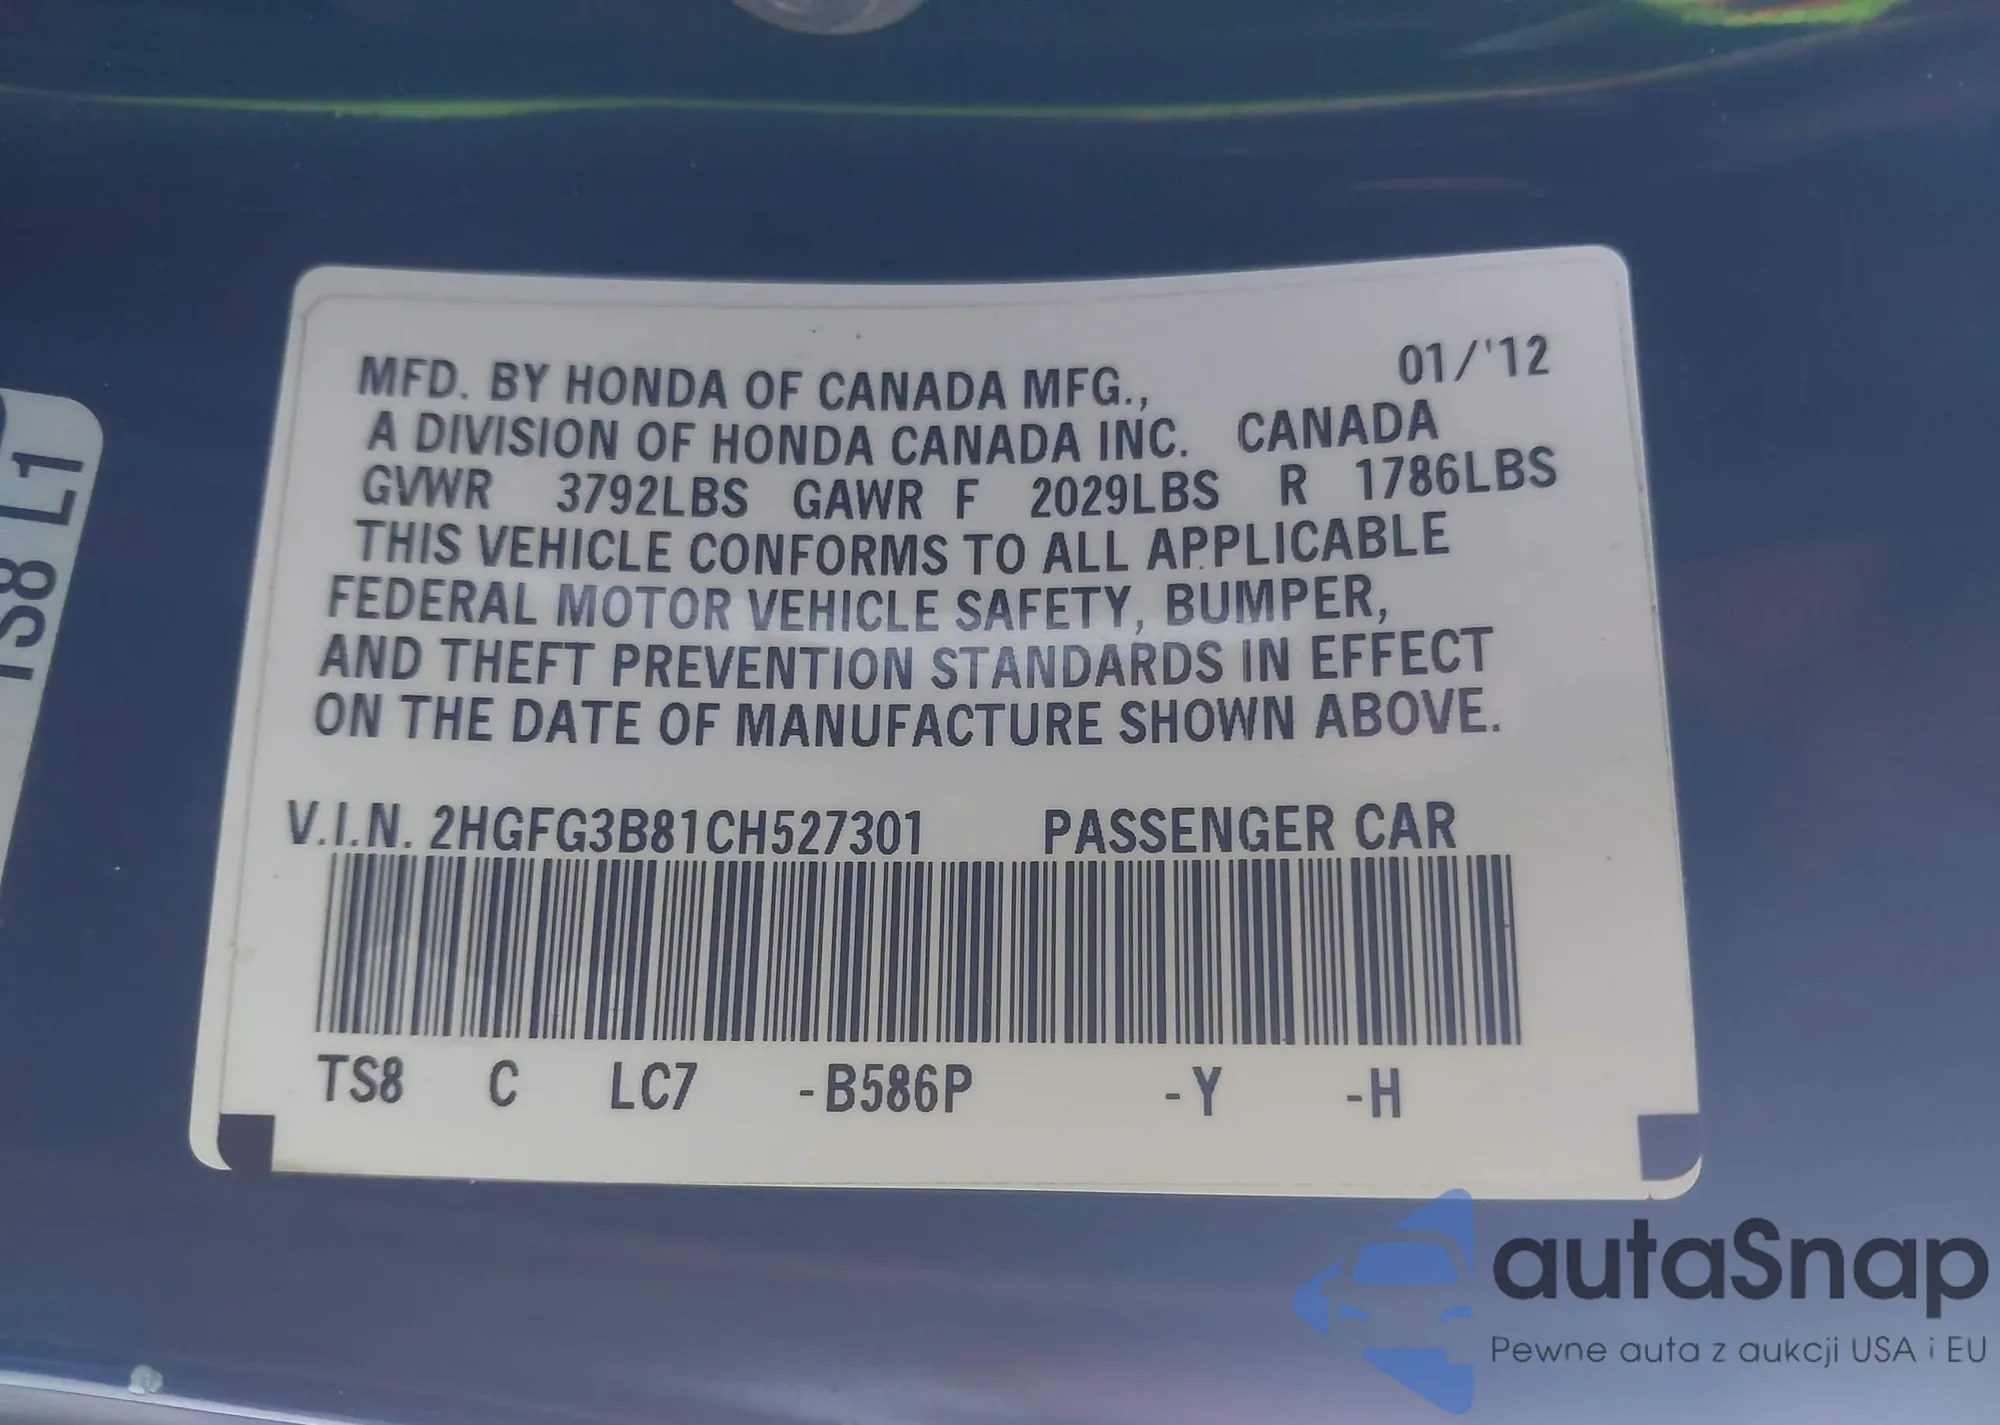 MFD. BY HONDA OF CANADA MFG., 01/'12
A DIVISION OF HONDA CANADA INC. CANADA
GVWR 3792LBS GAWR F 2029LBS R 1786LBS
THIS VEHICLE CONFORMS TO ALL APPLICABLE
FEDERAL MOTOR VEHICLE SAFETY, BUMPER,
AND THEFT PREVENTION STANDARDS IN EFFECT
ON THE DATE OF MANUFACTURE SHOWN ABOVE.
V.I.N. 2HGFG3B81CH527301 PASSENGER CAR
TS8 C LC7 -B586P -Y -H
TS8 L1
autaSnap
Pewne auta z aukcji USA i EU